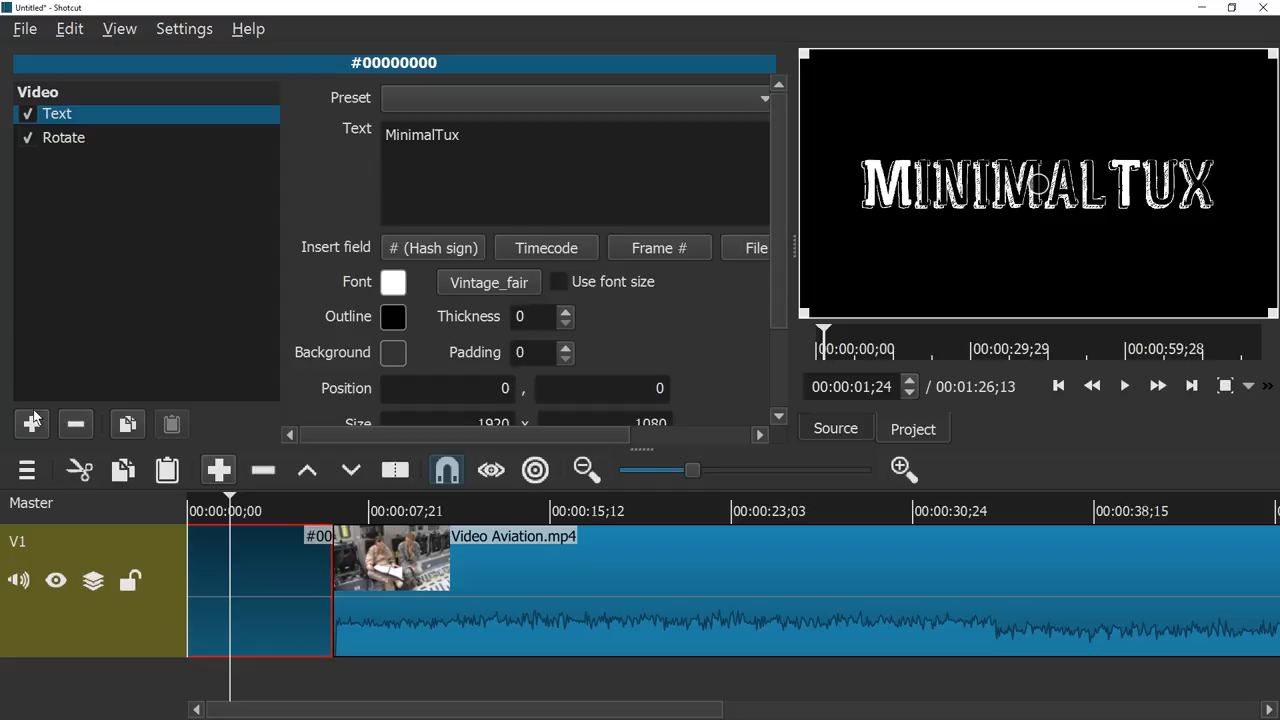 Untitled* - Shotcut
File Edit View Settings Help
#00000000
Video
Text
Rotate
Preset
Text MinimalTux
Insert field # (Hash sign) Timecode Frame # File
Font Vintage_fair Use font size
Outline Thickness 0
Background Padding 0
Position 0 , 0
Size 1920 x 1080
MINIMALTUX
00:00:00;00 00:00:29;29 00:00:59;28
00:00:01;24 / 00:01:26;13
Source Project
Master 00:00:00;00 00:00:07;21 00:00:15;12 00:00:23;03 00:00:30;24 00:00:38;15
V1 #00 Video Aviation.mp4